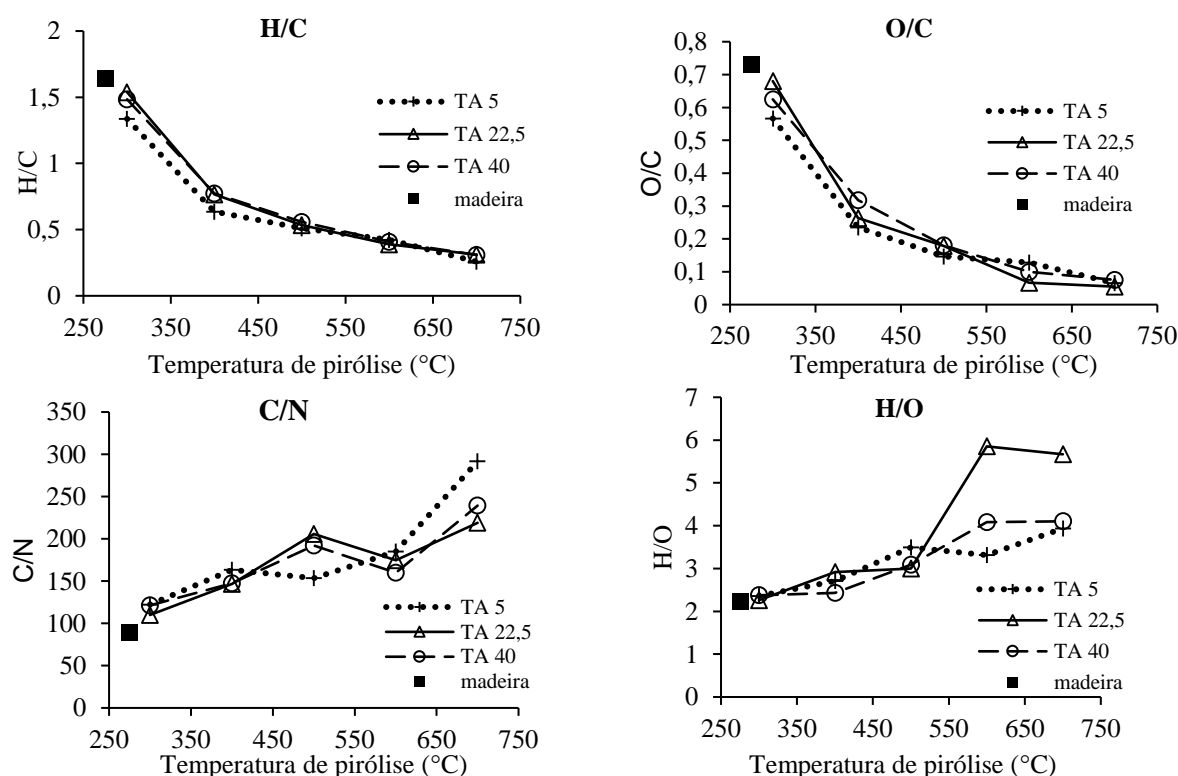 H/C
2
1,5
1
0,5
0
H/C
TA 5
TA 22,5
TA 40
madeira
250 350 450 550 650 750
Temperatura de pirólise (°C)
O/C
0,8
0,7
0,6
0,5
0,4
0,3
0,2
0,1
0
O/C
TA 5
TA 22,5
TA 40
madeira
250 350 450 550 650 750
Temperatura de pirólise (°C)
C/N
350
300
250
200
150
100
50
0
C/N
TA 5
TA 22,5
TA 40
madeira
250 350 450 550 650 750
Temperatura de pirólise (°C)
H/O
7
6
5
4
3
2
1
0
H/O
TA 5
TA 22,5
TA 40
madeira
250 350 450 550 650 750
Temperatura de pirólise (°C)